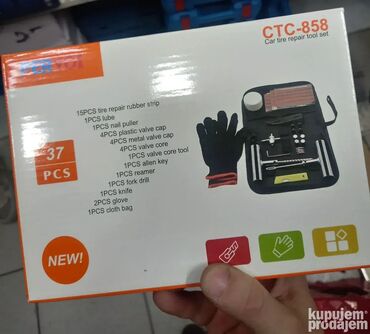 CTC-858
Car tire repair tool set
15PCS tire repair rubber strip
1PCS lube
1PCS nail puller
4PCS plastic valve cap
4PCS metal valve cap
4PCS valve core
1PCS valve core tool
1PCS allen key
1PCS reamer
1PCS fork drill
1PCS knife
2PCS glove
1PCS cloth bag
37
PCS
NEW!
kupujem
prodajem